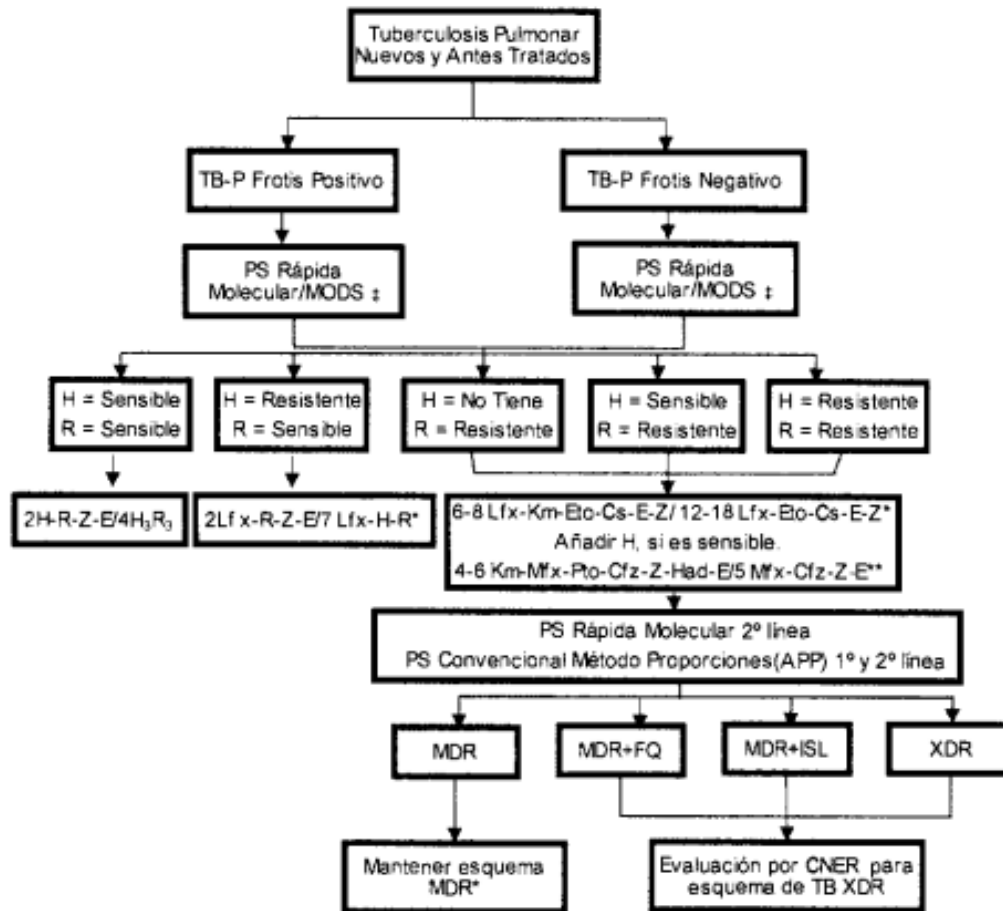 Tuberculosis Pulmonar
Nuevos y Antes Tratados
TB-P Frotis Positivo
TB-P Frotis Negativo
PS Rápida
Molecular/MODS ‡
PS Rápida
Molecular/MODS ‡
H = Sensible
R = Sensible
H = Resistente
R = Sensible
H = No Tiene
R = Resistente
H = Sensible
R = Resistente
H = Resistente
R = Resistente
2H-R-Z-E/4H₃R₃
2Lfx-R-Z-E/7 Lfx-H-R*
6-8 Lfx-Km-Eto-Cs-E-Z/ 12-18 Lfx-Eto-Cs-E-Z*
Añadir H, si es sensible.
4-6 Km-Mfx-Pto-Cfz-Z-Had-E/5 Mfx-Cfz-Z-E**
PS Rápida Molecular 2º línea
PS Convencional Método Proporciones(APP) 1º y 2º línea
MDR
MDR+FQ
MDR+ISL
XDR
Mantener esquema
MDR*
Evaluación por CNER para
esquema de TB XDR